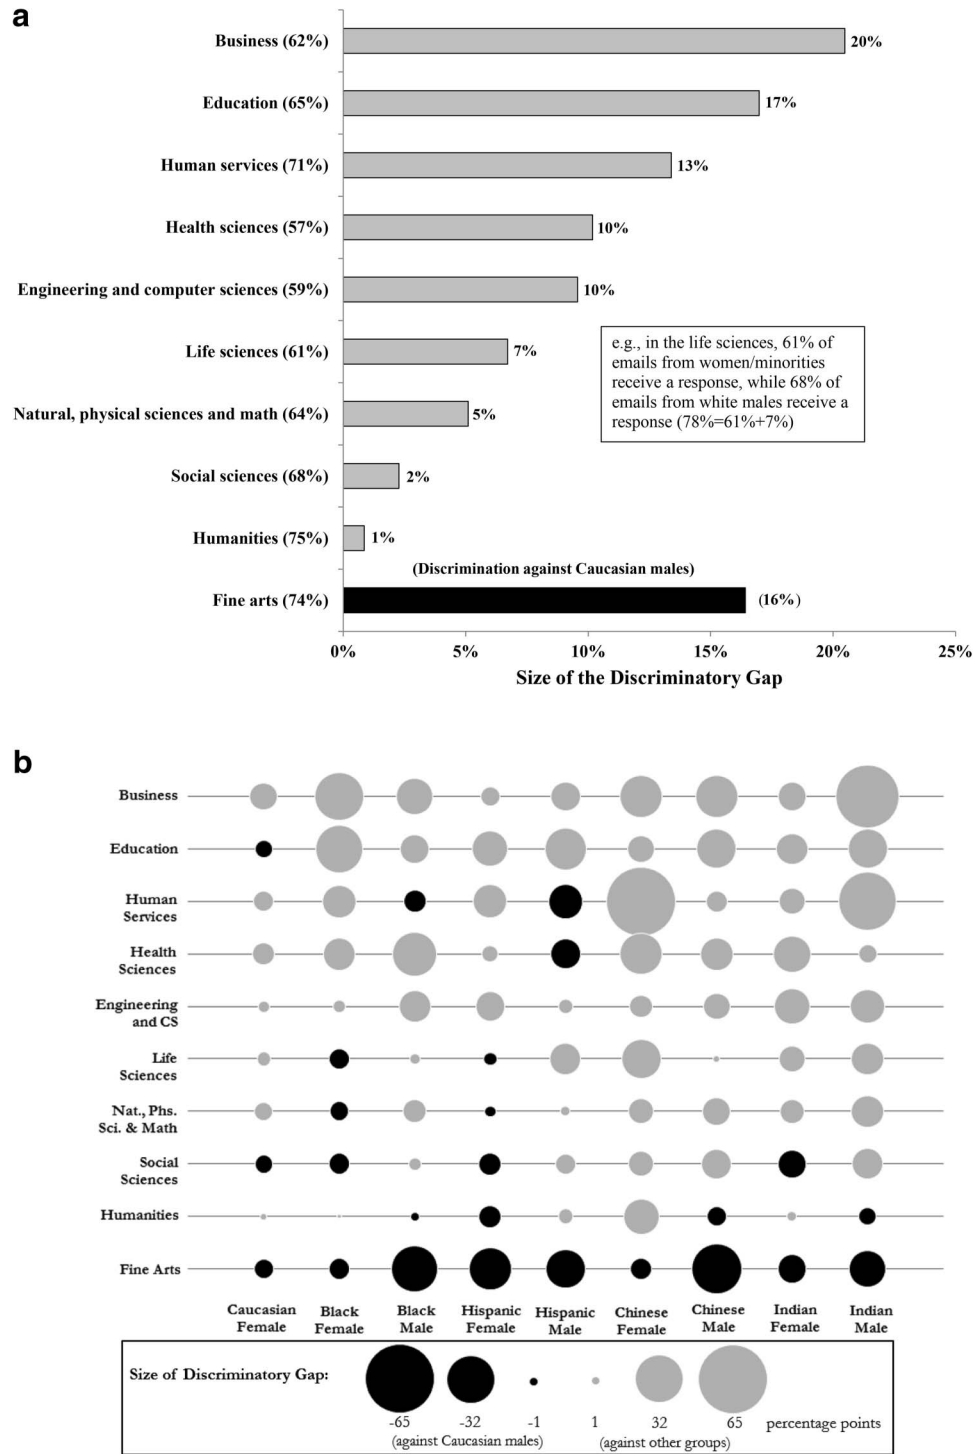 a
Business (62%)
20%
Education (65%)
17%
Human services (71%)
13%
Health sciences (57%)
10%
Engineering and computer sciences (59%)
10%
Life sciences (61%)
7%
e.g., in the life sciences, 61% of
emails from women/minorities
receive a response, while 68% of
emails from white males receive a
response (78%=61%+7%)
Natural, physical sciences and math (64%)
5%
Social sciences (68%)
2%
Humanities (75%)
1%
(Discrimination against Caucasian males)
Fine arts (74%)
(16%)
0% 5% 10% 15% 20% 25%
Size of the Discriminatory Gap
b
Business
Education
Human
Services
Health
Sciences
Engineering
and CS
Life
Sciences
Nat., Phs.
Sci. & Math
Social
Sciences
Humanities
Fine Arts
Caucasian Female
Black Female
Black Male
Hispanic Female
Hispanic Male
Chinese Female
Chinese Male
Indian Female
Indian Male
Size of Discriminatory Gap:
-65 -32 -1 1 32 65 percentage points
(against Caucasian males) (against other groups)